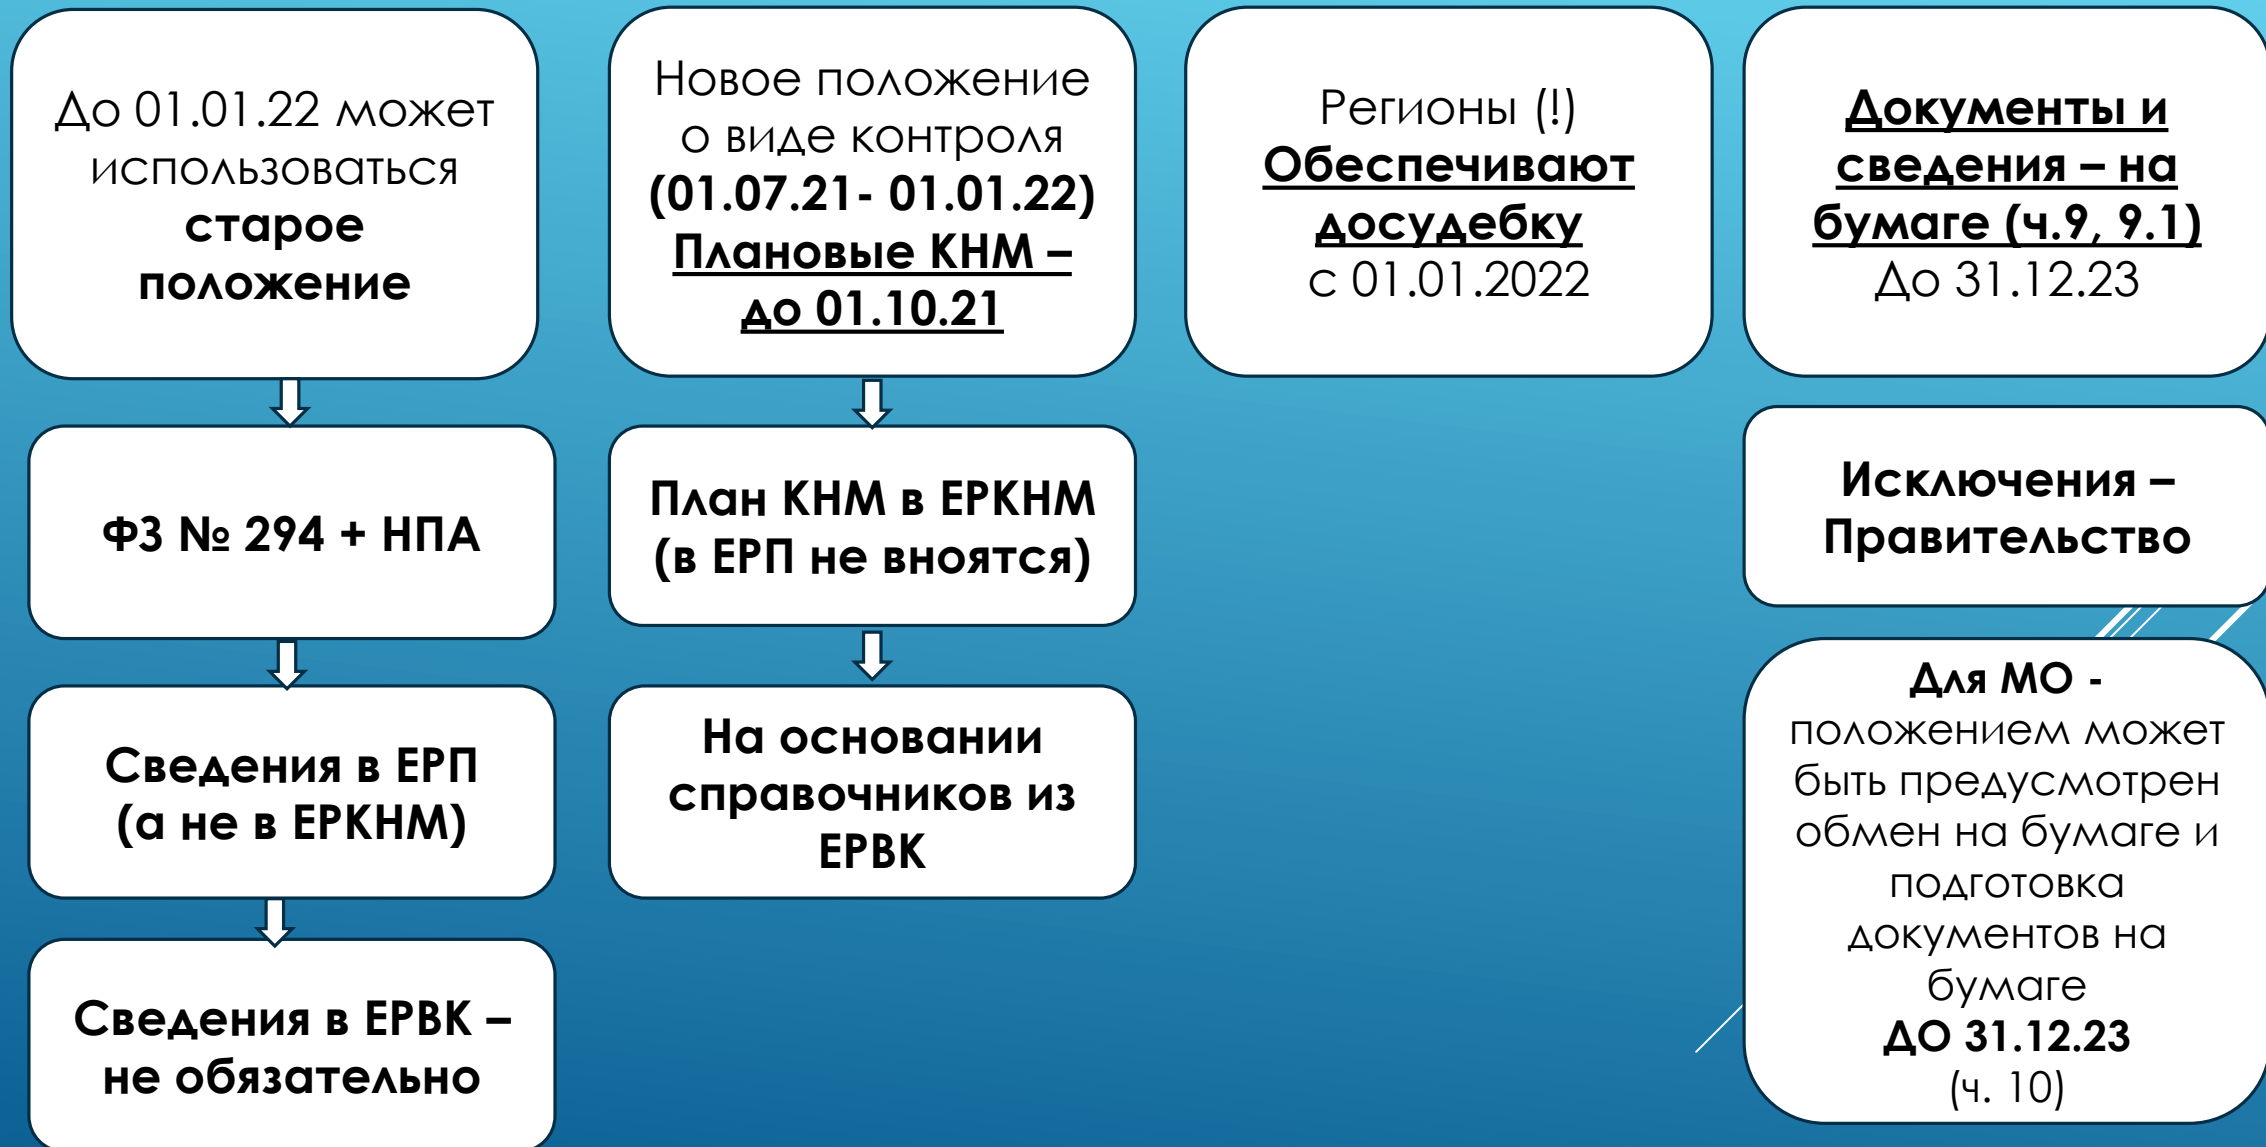 До 01.01.22 может
использоваться
старое
положение
ФЗ № 294 + НПА
Сведения в ЕРП
(а не в ЕРКНМ)
Сведения в ЕРВК –
не обязательно
Новое положение
о виде контроля
(01.07.21- 01.01.22)
Плановые КНМ –
до 01.10.21
План КНМ в ЕРКНМ
(в ЕРП не вноятся)
На основании
справочников из
ЕРВК
Регионы (!)
Обеспечивают
досудебку
с 01.01.2022
Документы и
сведения – на
бумаге (ч.9, 9.1)
До 31.12.23
Исключения –
Правительство
Для МО -
положением может
быть предусмотрен
обмен на бумаге и
подготовка
документов на
бумаге
ДО 31.12.23
(ч. 10)